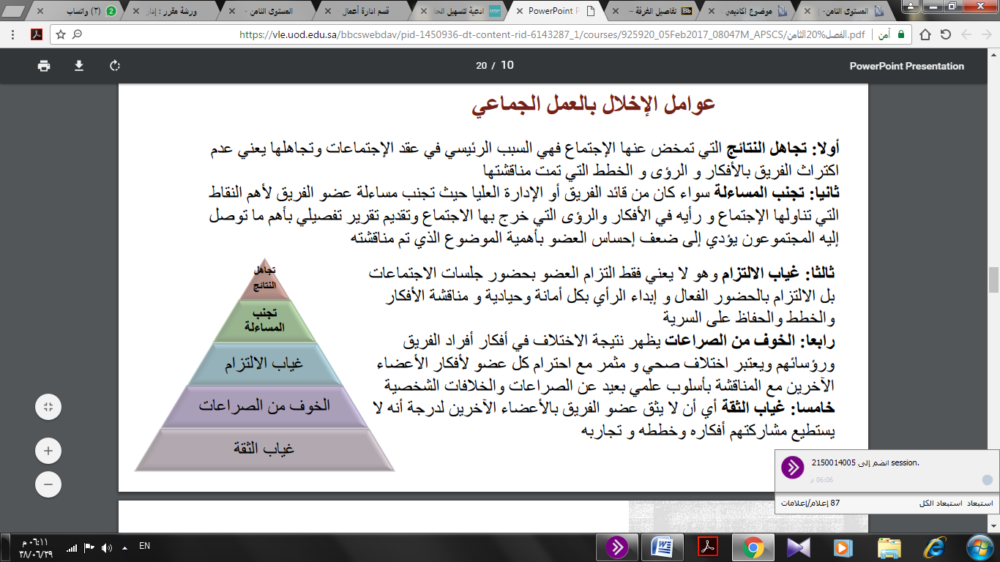 (٢) واتساب
2
ورشة مقرر : إدار
المستوى الثامن -
قسم ادارة أعمال -
ادعية لتسهيل الحا
PowerPoint P
تفاصيل الغرفة –
Bb
موضوع اكاديمي
المستوى الثامن-
https://vle.uod.edu.sa/bbcswebdav/pid-1450936-dt-content-rid-6143287_1/courses/925920_05Feb2017_08047M_APSCS/الفصل%20الثامن.pdf
آمن
20 / 10
PowerPoint Presentation
عوامل الإخلال بالعمل الجماعي
أولا: تجاهل النتائج التي تمخض عنها الإجتماع فهي السبب الرئيسي في عقد الإجتماعات وتجاهلها يعني عدم
اكتراث الفريق بالأفكار و الرؤى و الخطط التي تمت مناقشتها
ثانيا: تجنب المساءلة سواء كان من قائد الفريق أو الإدارة العليا حيث تجنب مساءلة عضو الفريق لأهم النقاط
التي تناولها الإجتماع و رأيه في الأفكار والرؤى التي خرج بها الاجتماع وتقديم تقرير تفصيلي بأهم ما توصل
إليه المجتموعون يؤدي إلى ضعف إحساس العضو بأهمية الموضوع الذي تم مناقشته
ثالثا: غياب الالتزام وهو لا يعني فقط التزام العضو بحضور جلسات الاجتماعات
بل الالتزام بالحضور الفعال و إبداء الرأي بكل أمانة وحيادية و مناقشة الأفكار
والخطط والحفاظ على السرية
رابعا: الخوف من الصراعات يظهر نتيجة الاختلاف في أفكار أفراد الفريق
ورؤسائهم ويعتبر اختلاف صحي و مثمر مع احترام كل عضو لأفكار الأعضاء
الآخرين مع المناقشة بأسلوب علمي بعيد عن الصراعات والخلافات الشخصية
خامسا: غياب الثقة أي أن لا يثق عضو الفريق بالأعضاء الآخرين لدرجة أنه لا
يستطيع مشاركتهم أفكاره وخططه و تجاربه
تجاهل
النتائج
تجنب
المساءلة
غياب الالتزام
الخوف من الصراعات
غياب الثقة
2150014005 انضم إلى session.
06:06 م
87 إعلام/إعلامات
استبعاد الكل
استبعاد
EN
٠٦:١١ م
٣٨/٠٦/٢٩